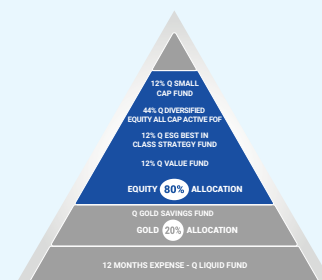 12% Q SMALL
CAP FUND
44% Q DIVERSIFIED
EQUITY ALL CAP ACTIVE FOF
12% Q ESG BEST IN
CLASS STRATEGY FUND
12% Q VALUE FUND
EQUITY 80% ALLOCATION
Q GOLD SAVINGS FUND
GOLD 20% ALLOCATION
12 MONTHS EXPENSE - Q LIQUID FUND